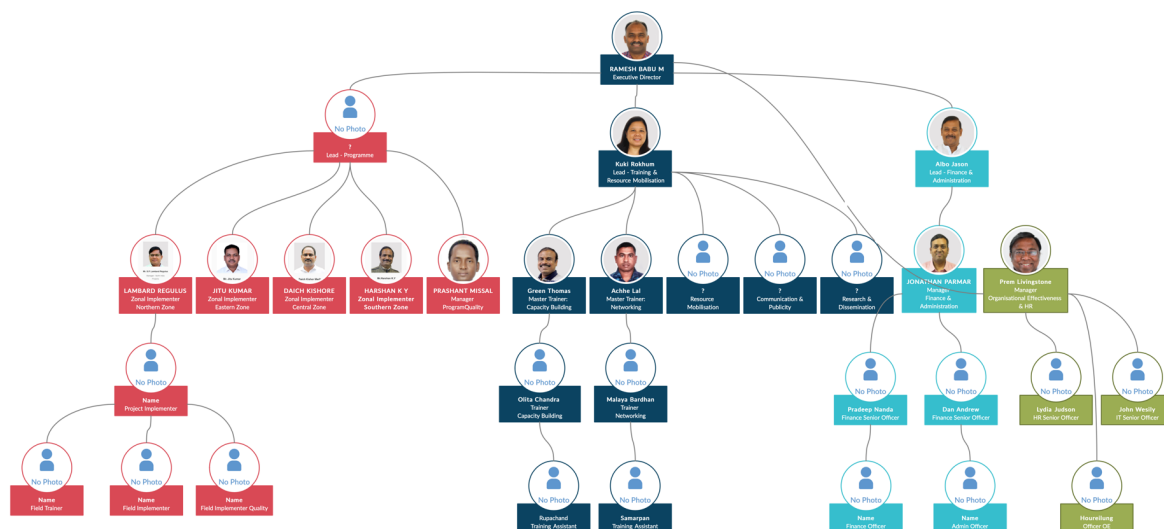 RAMESH BABU M
Executive Director
No Photo
?
Lead - Programme
Kuki Rokhum
Lead - Training &
Resource Mobilisation
Albo Jason
Lead - Finance &
Administration
LAMBARD REGULUS
Zonal Implementer
Northern Zone
JITU KUMAR
Zonal Implementer
Eastern Zone
DAICH KISHORE
Zonal Implementer
Central Zone
HARSHAN K Y
Zonal Implementer
Southern Zone
PRASHANT MISSAL
Manager
ProgramQuality
Green Thomas
Master Trainer:
Capacity Building
Achhe Lal
Master Trainer:
Networking
No Photo
?
Resource
Mobilisation
No Photo
?
Communication &
Publicity
No Photo
?
Research &
Dissemination
JONATHAN PARMAR
Manager
Finance &
Administration
Prem Livingstone
Manager
Organisational Effectiveness
& HR
No Photo
Name
Project Implementer
No Photo
Olita Chandra
Trainer
Capacity Building
No Photo
Malaya Bardhan
Trainer
Networking
No Photo
Pradeep Nanda
Finance Senior Officer
No Photo
Dan Andrew
Finance Senior Officer
No Photo
Lydia Judson
HR Senior Officer
No Photo
John Wesily
IT Senior Officer
No Photo
Name
Field Trainer
No Photo
Name
Field Implementer
No Photo
Name
Field Implementer Quality
No Photo
Rupachand
Training Assistant
No Photo
Samarpan
Training Assistant
No Photo
Name
Finance Officer
No Photo
Name
Admin Officer
No Photo
Houreilung
Officer OE